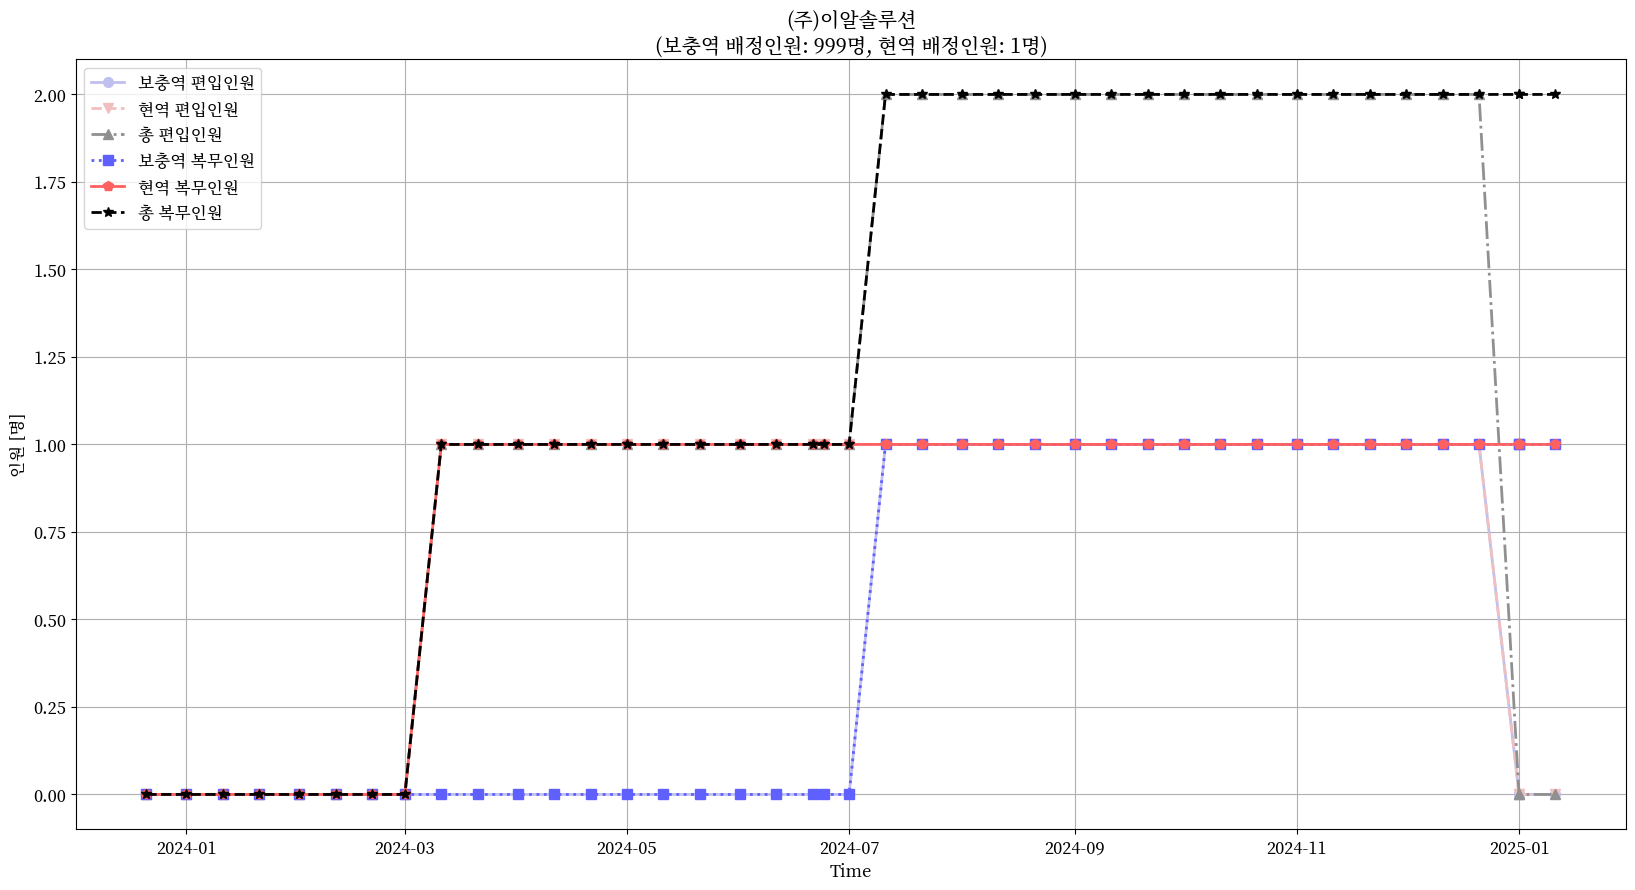 (주)이알솔루션
(보충역 배정인원: 999명, 현역 배정인원: 1명)
보충역 편입인원
현역 편입인원
총 편입인원
보충역 복무인원
현역 복무인원
총 복무인원
2.00
1.75
1.50
1.25
1.00
0.75
0.50
0.25
0.00
인원 [명]
2024-01
2024-03
2024-05
2024-07
2024-09
2024-11
2025-01
Time